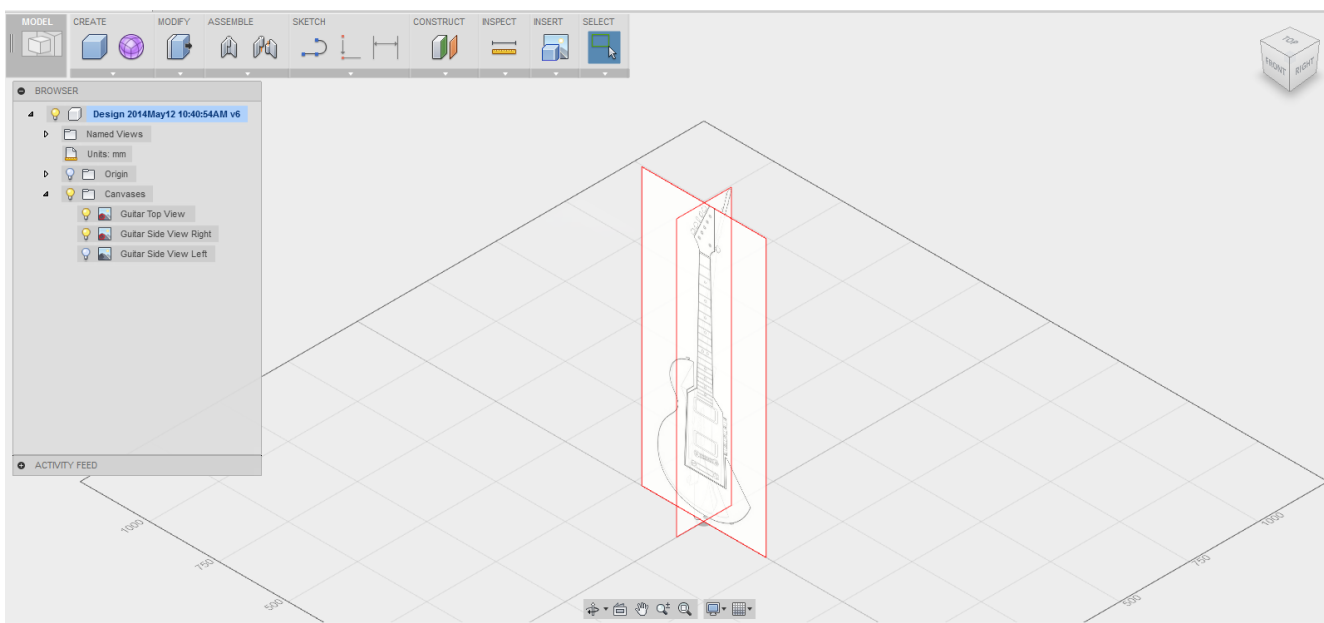 MODEL CREATE MODIFY ASSEMBLE SKETCH CONSTRUCT INSPECT INSERT SELECT
TOP
FRONT RIGHT
BROWSER
Design 2014May12 10:40:54AM v6
Named Views
Units: mm
Origin
Canvases
Guitar Top View
Guitar Side View Right
Guitar Side View Left
ACTIVITY FEED
1000 1000
750 750
500 500